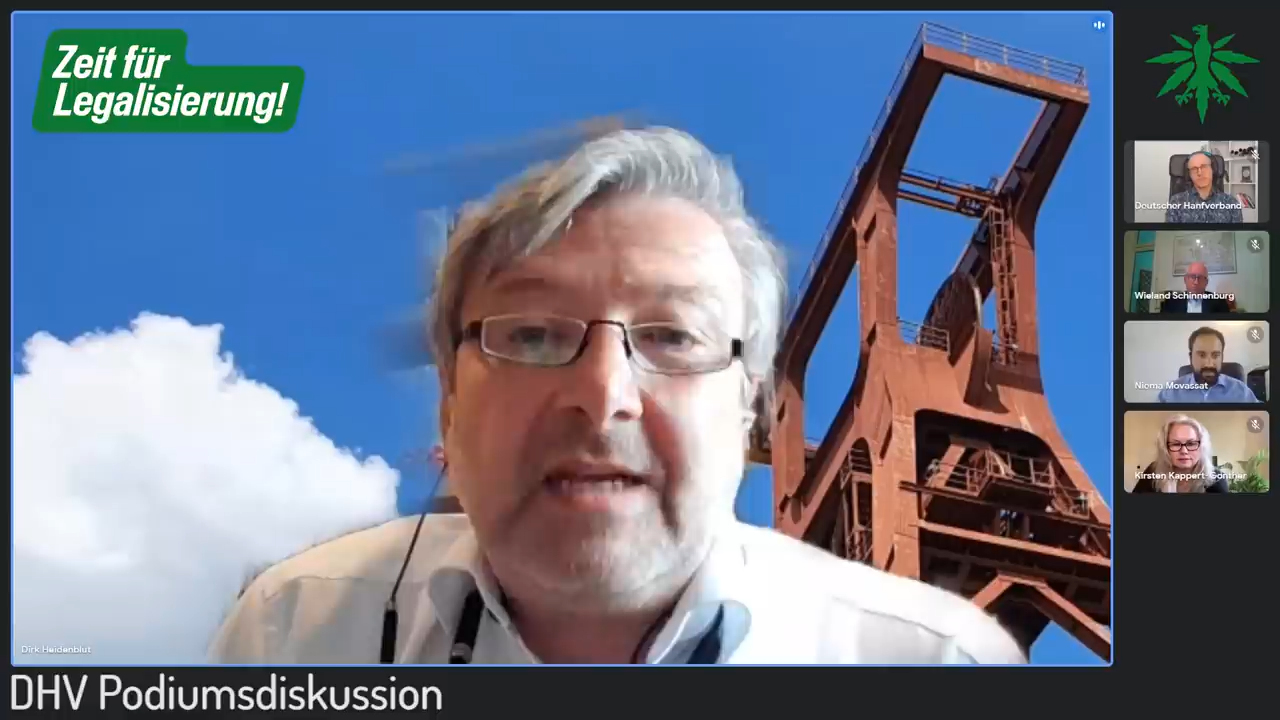 Zeit für
Legalisierung!
Deutscher Hanfverband
Wieland Schinnenburg
Niema Movassat
Kirsten Kappert-Gonther
Dirk Heidenblut
DHV Podiumsdiskussion